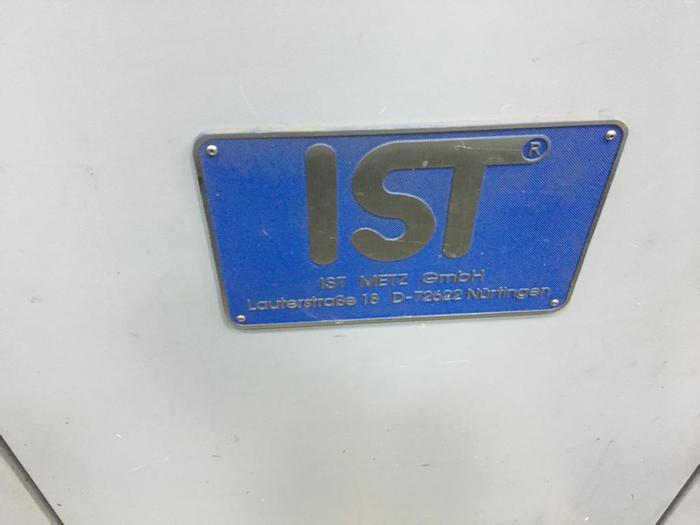 IST®
IST METZ GmbH
Lauterstraße 18 D-72622 Nürtingen